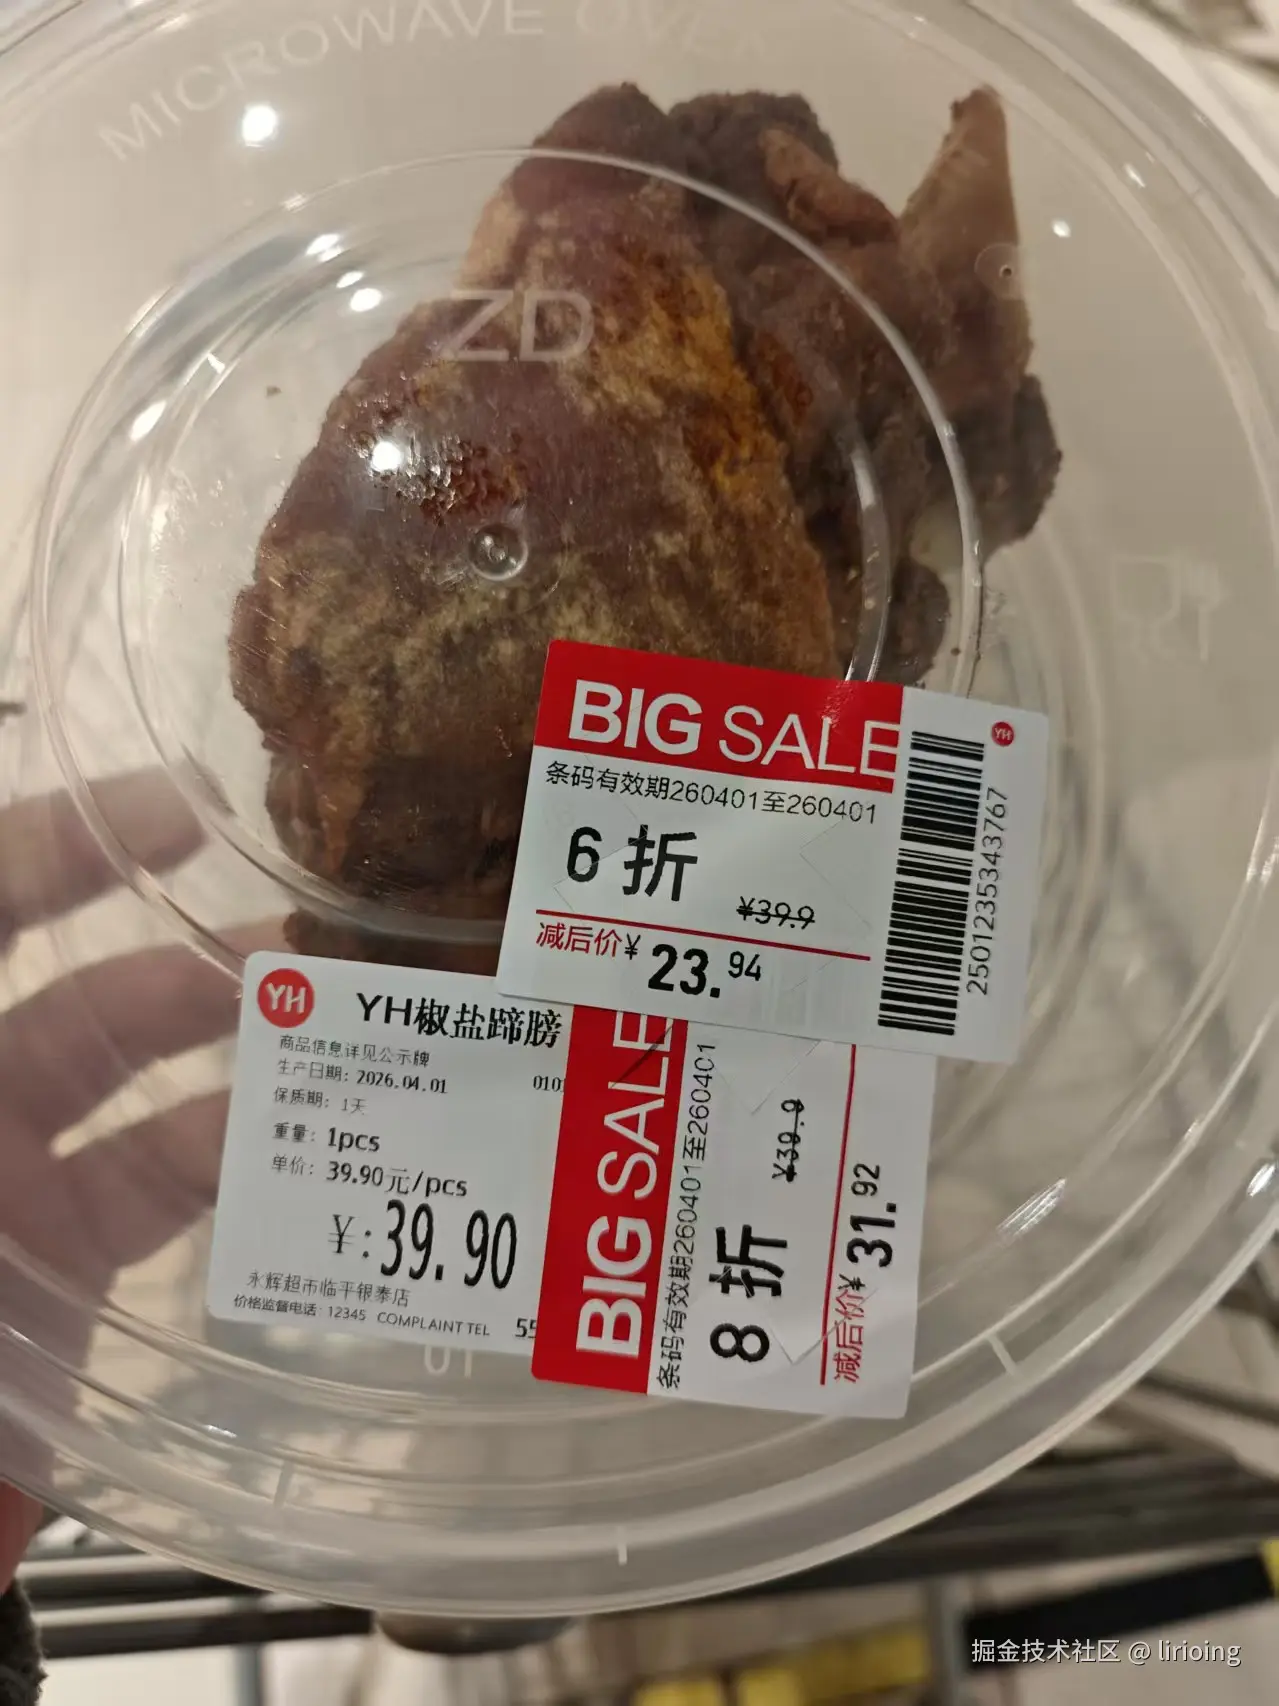 MICROWAVE OVEN
ZD
BIG SALE
条码有效期260401至260401
6 折
¥39.9
减后价¥ 23.94
YH
2501235343767
YH
YH椒盐蹄膀
商品信息详见公示牌
生产日期: 2026.04.01
保质期: 1天
重量: 1pcs
单价: 39.90元/pcs
¥:39.90
永辉超市临平银泰店
价格监督电话: 12345 COMPLAINT TEL
BIG SALE
条码有效期260401至260401
8 折
¥39.9
减后价¥ 31.92
01
掘金技术社区 @ lirioing